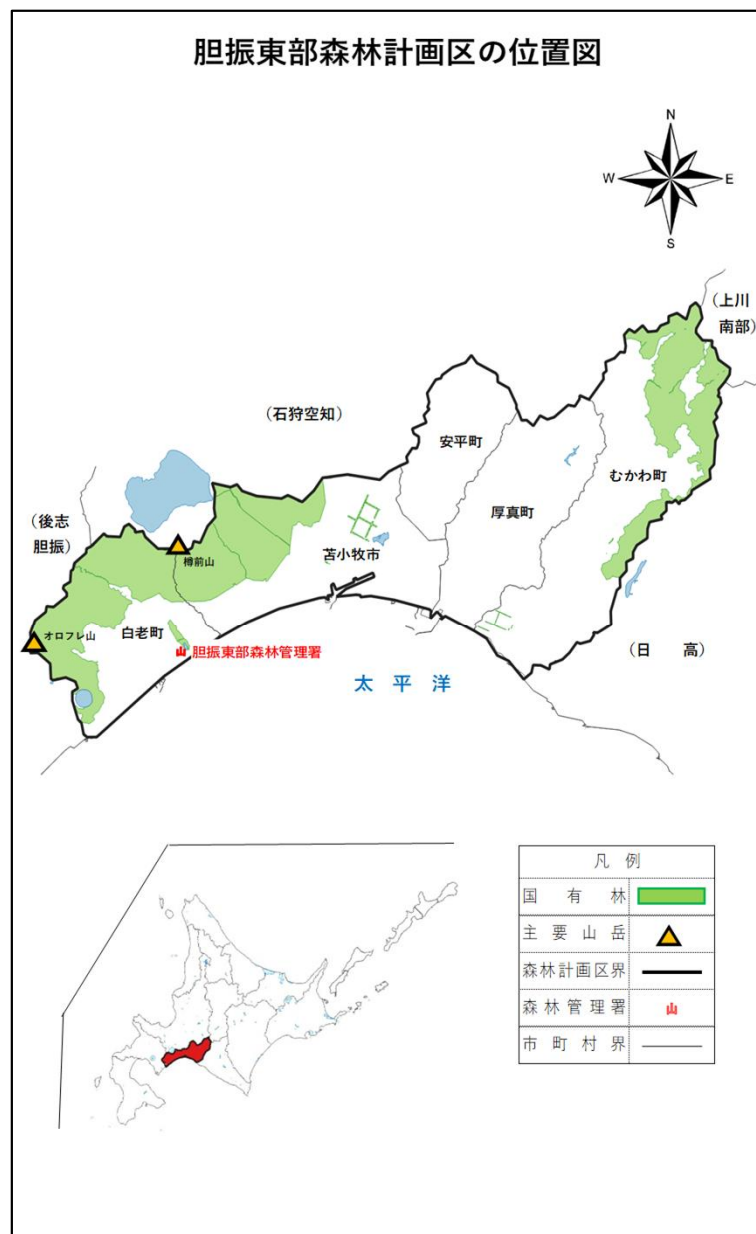 胆振東部森林計画区の位置図
N
W
E
S
（上川
南部）
（石狩空知）
安平町
むかわ町
厚真町
（後志
胆振）
苫小牧市
樽前山
オロフレ山
白老町
胆振東部森林管理署
（日　高）
太 平 洋
凡 例
国 有 林
主 要 山 岳
森林計画区界
森林管理署
市 町 村 界